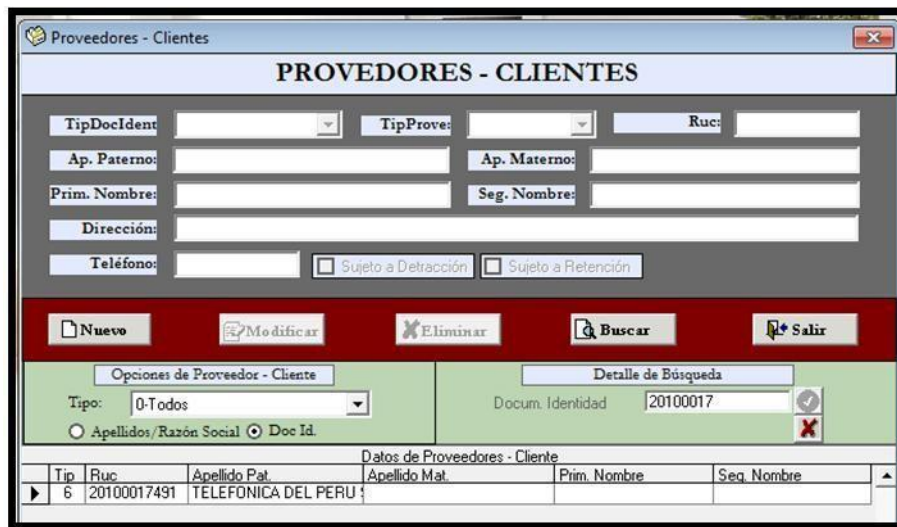 Proveedores - Clientes
PROVEDORES - CLIENTES
TipDocIdent TipProve: Ruc:
Ap. Paterno: Ap. Materno:
Prim. Nombre: Seg. Nombre:
Dirección:
Teléfono: Sujeto a Detracción Sujeto a Retención
Nuevo Modificar Eliminar Buscar Salir
Opciones de Proveedor - Cliente Detalle de Búsqueda
Tipo: 0-Todos Docum. Identidad 20100017
Apellidos/Razón Social Doc Id.
Datos de Proveedores - Cliente
Tip Ruc Apellido Pat. Apellido Mat. Prim. Nombre Seg. Nombre
6 20100017491 TELEFONICA DEL PERU